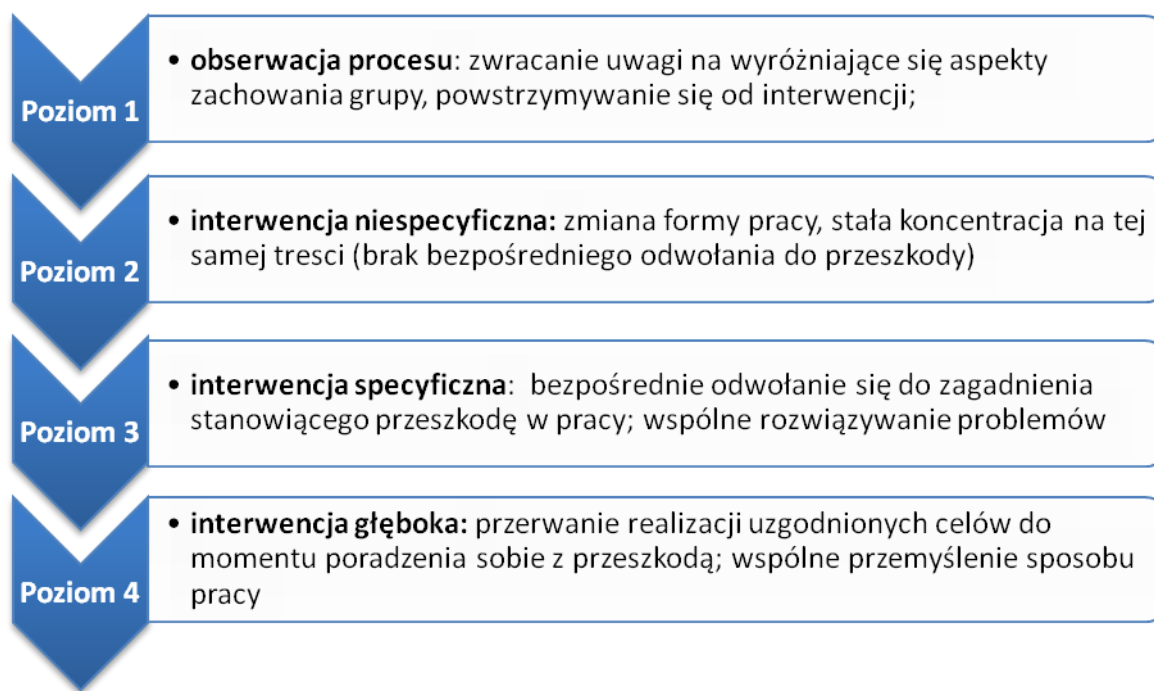 Poziom 1
• obserwacja procesu: zwracanie uwagi na wyróżniające się aspekty
zachowania grupy, powstrzymywanie się od interwencji;
Poziom 2
• interwencja niespecyficzna: zmiana formy pracy, stała koncentracja na tej
samej tresci (brak bezpośredniego odwołania do przeszkody)
Poziom 3
• interwencja specyficzna: bezpośrednie odwołanie się do zagadnienia
stanowiącego przeszkodę w pracy; wspólne rozwiązywanie problemów
Poziom 4
• interwencja głęboka: przerwanie realizacji uzgodnionych celów do
momentu poradzenia sobie z przeszkodą; wspólne przemyślenie sposobu
pracy